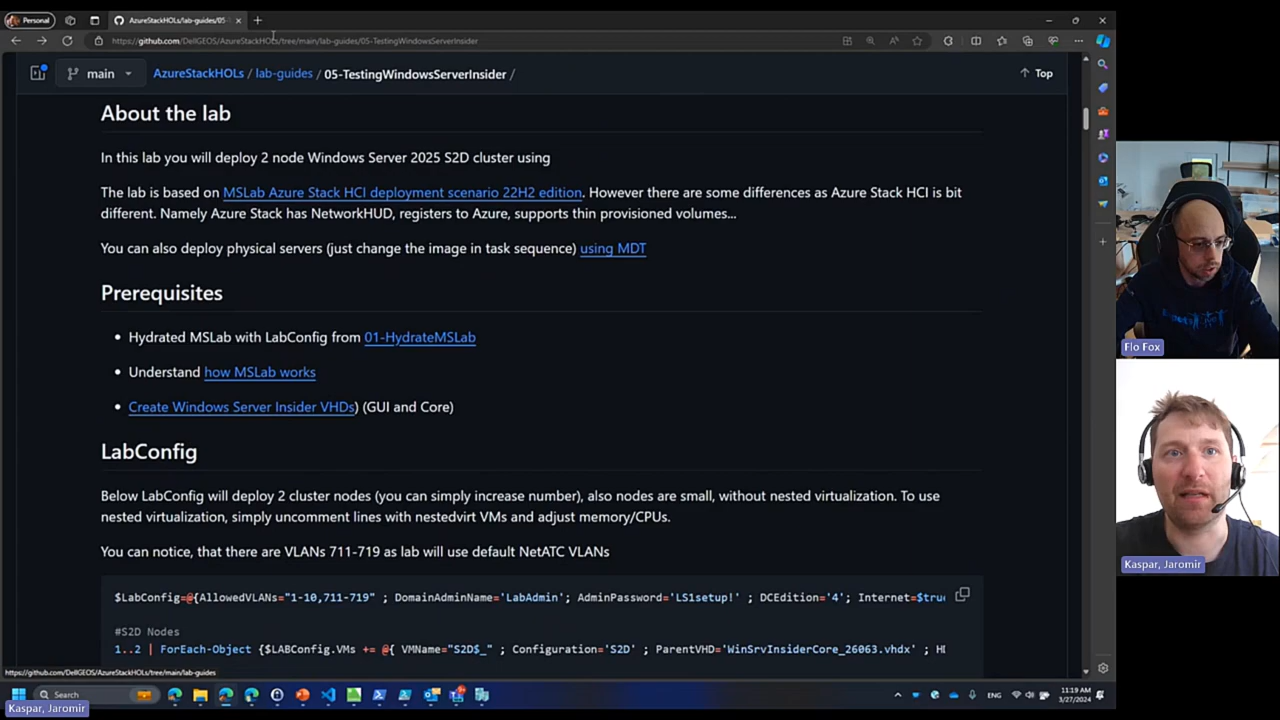 Personal
AzureStackHOLs/lab-guides/05-
https://github.com/DellGEOS/AzureStackHOLs/tree/main/lab-guides/05-TestingWindowsServerInsider
main
AzureStackHOLs / lab-guides / 05-TestingWindowsServerInsider /
Top
About the lab
In this lab you will deploy 2 node Windows Server 2025 S2D cluster using
The lab is based on MSLab Azure Stack HCI deployment scenario 22H2 edition. However there are some differences as Azure Stack HCI is bit
different. Namely Azure Stack has NetworkHUD, registers to Azure, supports thin provisioned volumes...
You can also deploy physical servers (just change the image in task sequence) using MDT
Prerequisites
• Hydrated MSLab with LabConfig from 01-HydrateMSLab
• Understand how MSLab works
• Create Windows Server Insider VHDs) (GUI and Core)
LabConfig
Below LabConfig will deploy 2 cluster nodes (you can simply increase number), also nodes are small, without nested virtualization. To use
nested virtualization, simply uncomment lines with nestedvirt VMs and adjust memory/CPUs.
You can notice, that there are VLANs 711-719 as lab will use default NetATC VLANs
$LabConfig=@{AllowedVLANs="1-10,711-719" ; DomainAdminName='LabAdmin'; AdminPassword='LS1setup!' ; DCEdition='4'; Internet=$true
#S2D Nodes
1..2 | ForEach-Object {$LABConfig.VMs += @{ VMName="S2D$_" ; Configuration='S2D' ; ParentVHD='WinSrvInsiderCore_26063.vhdx' ; HD
https://github.com/DellGEOS/AzureStackHOLs/tree/main/lab-guides
Search
ENG
11:19 AM
3/27/2024
Kaspar, Jaromir
Flo Fox
Kaspar, Jaromir